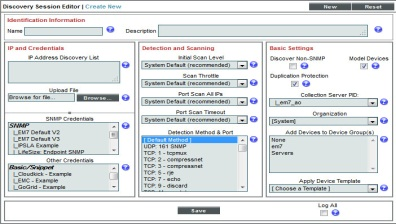 Discovery Session Editor | Create New
New
Reset
Identification Information
Name
Description
IP and Credentials
IP Address Discovery List
Upload File
Browse for file...
Browse...
SNMP Credentials
SNMP
EM7 Default V2
EM7 Default V3
IPSLA Example
LifeSize: Endpoint SNMP
Other Credentials
Basic/Snippet
Cloudkick - Example
EMC - Example
GoGrid - Example
Detection and Scanning
Initial Scan Level
System Default (recommended)
Scan Throttle
System Default (recommended)
Port Scan All IPs
System Default (recommended)
Port Scan Timeout
System Default (recommended)
Detection Method & Port
[ Default Method ]
UDP: 161 SNMP
TCP: 1 - tcpmux
TCP: 2 - compressnet
TCP: 3 - compressnet
TCP: 5 - rje
TCP: 7 - echo
TCP: 9 - discard
Basic Settings
Discover Non-SNMP
Model Devices
Duplication Protection
Collection Server PID:
Organization
[System]
Add Devices to Device Group(s)
None
em7
Servers
Apply Device Template
[ Choose a Template ]
Save
Log All